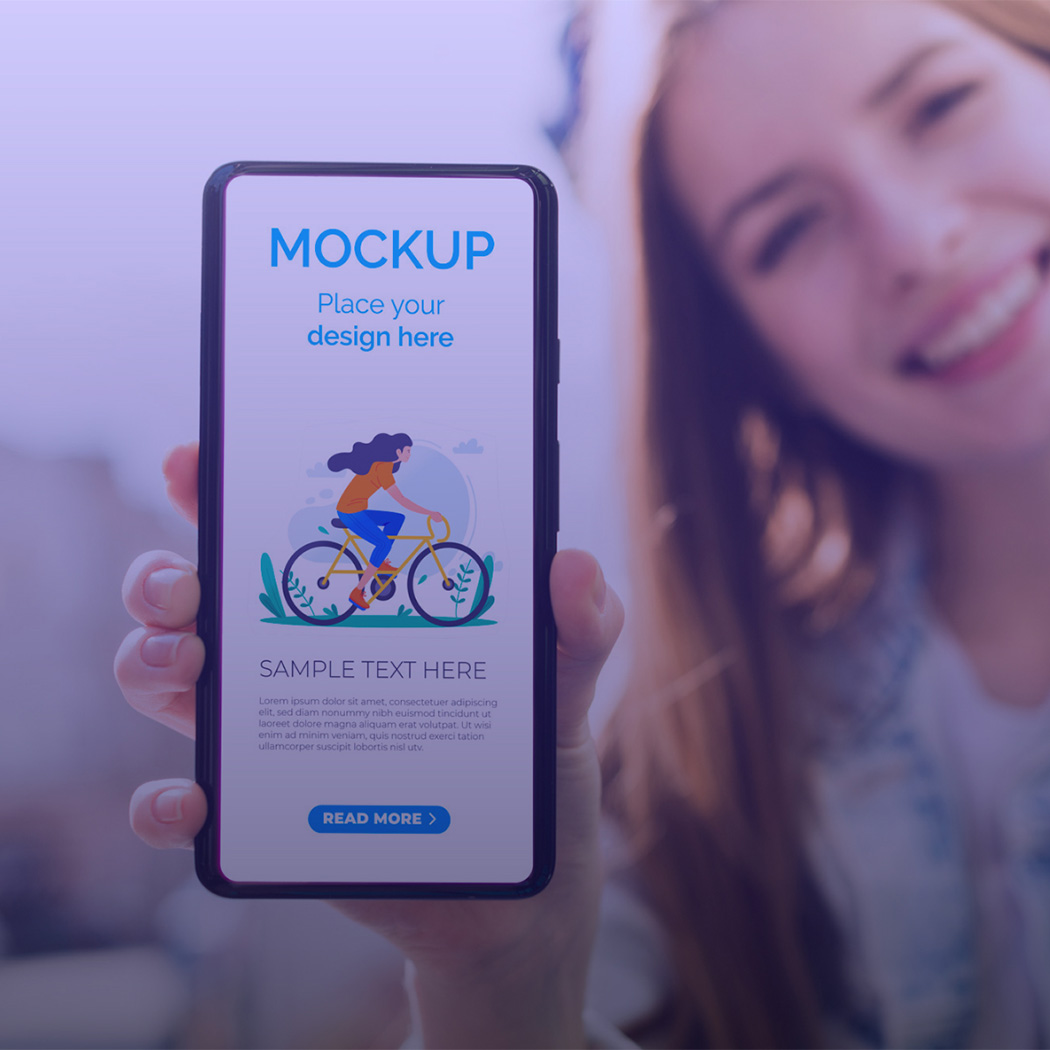 MOCKUP
Place your
design here
SAMPLE TEXT HERE
Lorem ipsum dolor sit amet, consectetuer adipiscing
elit, sed diam nonummy nibh euismod tincidunt ut
laoreet dolore magna aliquam erat volutpat. Ut wisi
enim ad minim veniam, quis nostrud exerci tation
ullamcorper suscipit lobortis nisl utv.
READ MORE >